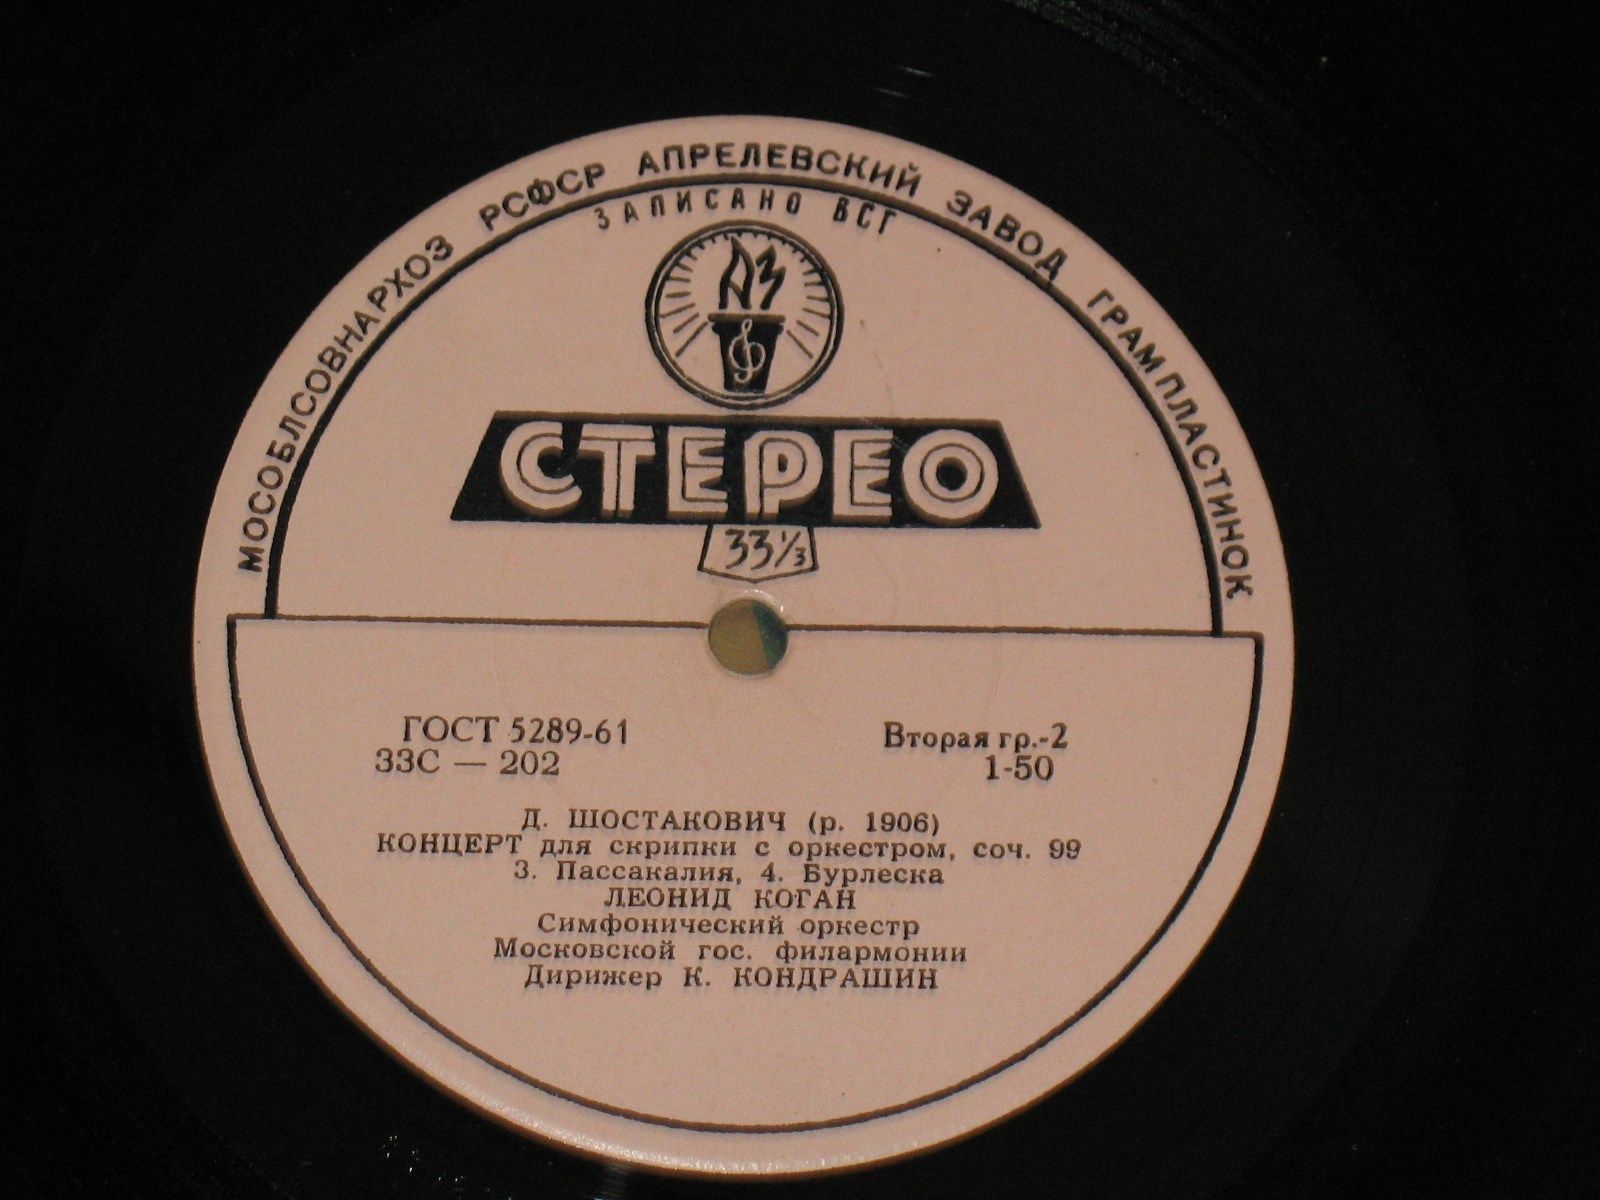 МОСОБЛСОВНАРХОЗ РСФСР АПРЕЛЕВСКИЙ ЗАВОД ГРАМПЛАСТИНОК
ЗАПИСАНО ВСГ
АЗ
СТЕРЕО
33⅓
ГОСТ 5289-61
33С — 202
Вторая гр.-2
1-50
Д. ШОСТАКОВИЧ (р. 1906)
КОНЦЕРТ для скрипки с оркестром, соч. 99
3. Пассакалия, 4. Бурлеска
ЛЕОНИД КОГАН
Симфонический оркестр
Московской гос. филармонии
Дирижер К. КОНДРАШИН